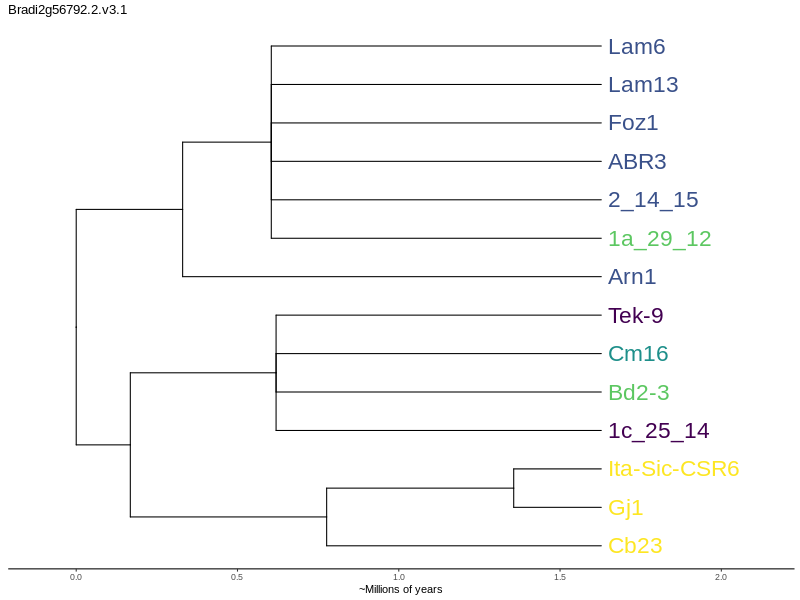 Bradi2g56792.2.v3.1
Lam6
Lam13
Foz1
ABR3
2_14_15
1a_29_12
Arn1
Tek-9
Cm16
Bd2-3
1c_25_14
Ita-Sic-CSR6
Gj1
Cb23
0.0 0.5 1.0 1.5 2.0
~Millions of years